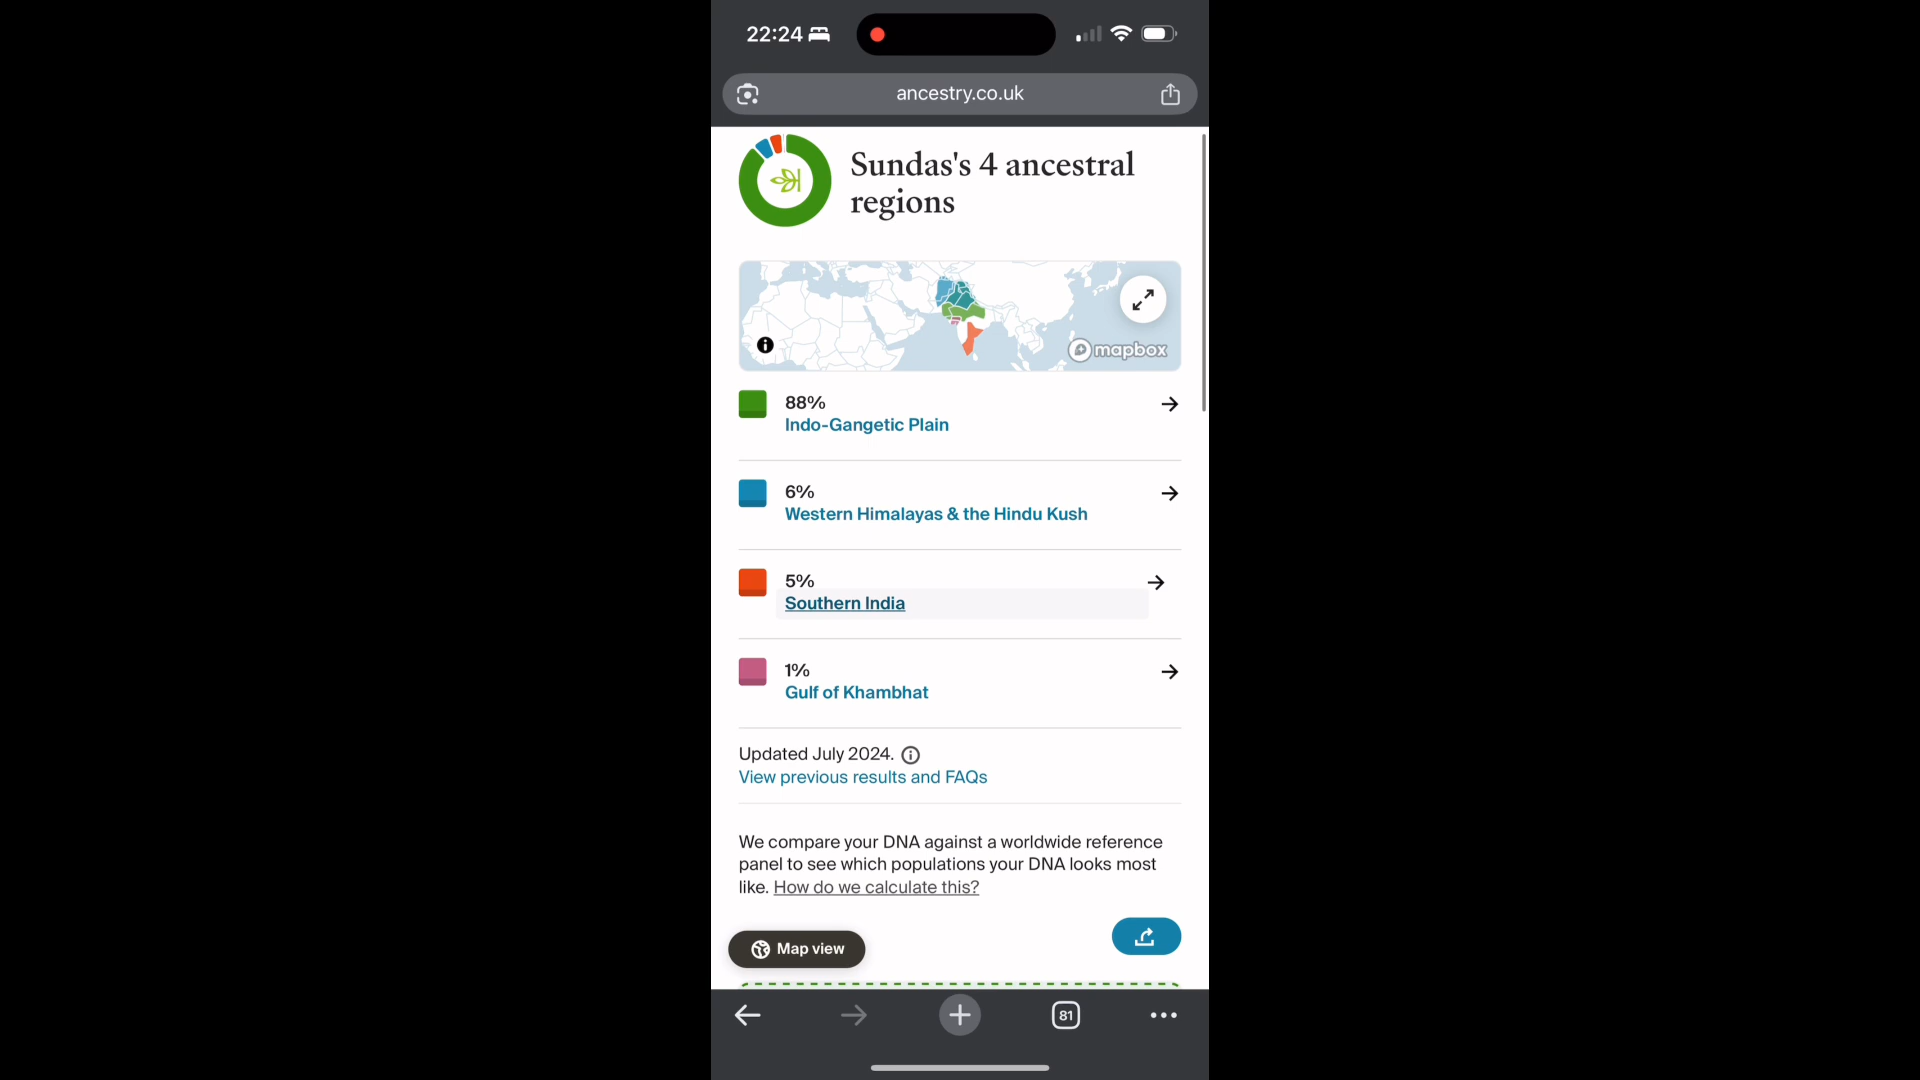 22:24
ancestry.co.uk
Sundas's 4 ancestral
regions
mapbox
88%
Indo-Gangetic Plain
6%
Western Himalayas & the Hindu Kush
5%
Southern India
1%
Gulf of Khambhat
Updated July 2024.
View previous results and FAQs
We compare your DNA against a worldwide reference
panel to see which populations your DNA looks most
like. How do we calculate this?
Map view
81